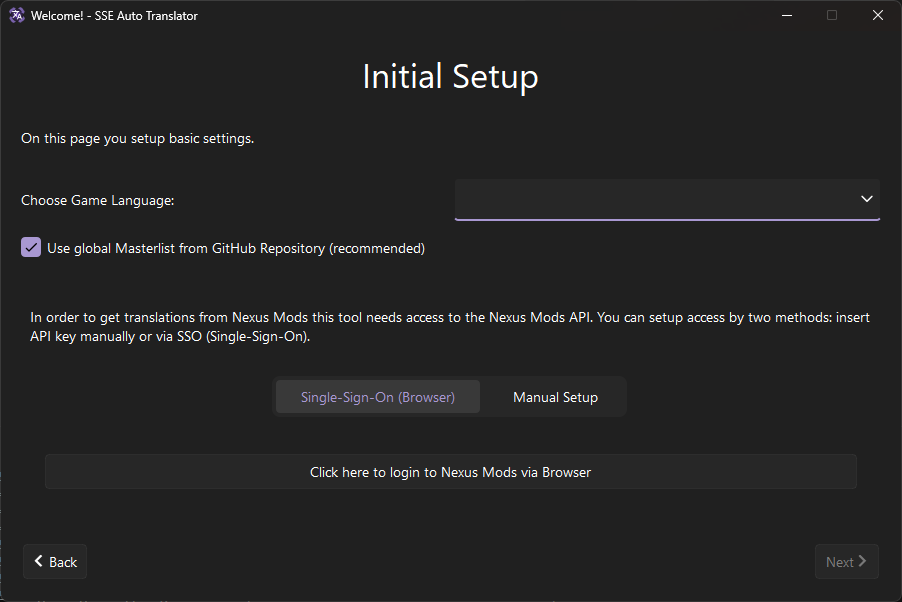 Welcome! - SSE Auto Translator
Initial Setup
On this page you setup basic settings.
Choose Game Language:
Use global Masterlist from GitHub Repository (recommended)
In order to get translations from Nexus Mods this tool needs access to the Nexus Mods API. You can setup access by two methods: insert
API key manually or via SSO (Single-Sign-On).
Single-Sign-On (Browser)
Manual Setup
Click here to login to Nexus Mods via Browser
Back
Next